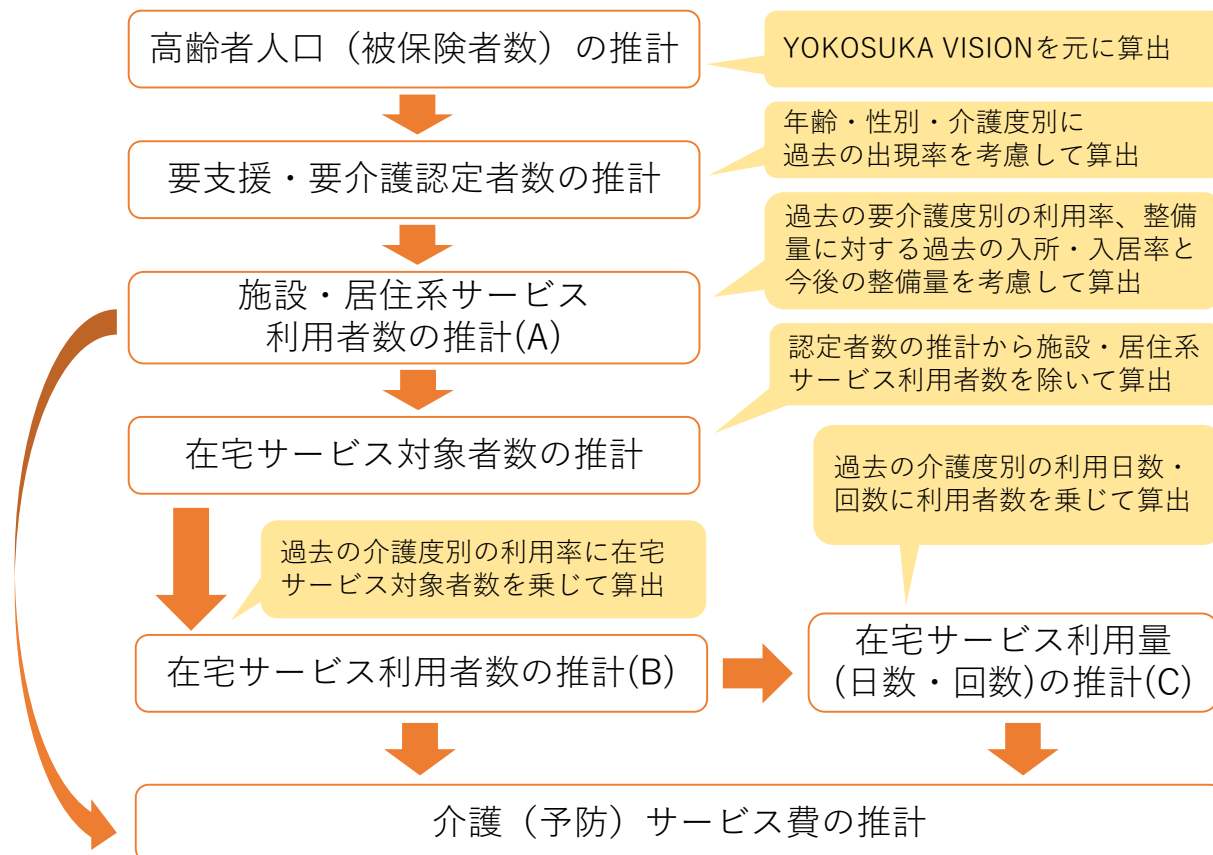 高齢者人口（被保険者数）の推計
YOKOSUKA VISIONを元に算出
要支援・要介護認定者数の推計
年齢・性別・介護度別に
過去の出現率を考慮して算出
施設・居住系サービス
利用者数の推計(A)
過去の要介護度別の利用率、整備
量に対する過去の入所・入居率と
今後の整備量を考慮して算出
在宅サービス対象者数の推計
認定者数の推計から施設・居住系
サービス利用者数を除いて算出
過去の介護度別の利用率に在宅
サービス対象者数を乗じて算出
在宅サービス利用者数の推計(B)
過去の介護度別の利用日数・
回数に利用者数を乗じて算出
在宅サービス利用量
(日数・回数)の推計(C)
介護（予防）サービス費の推計